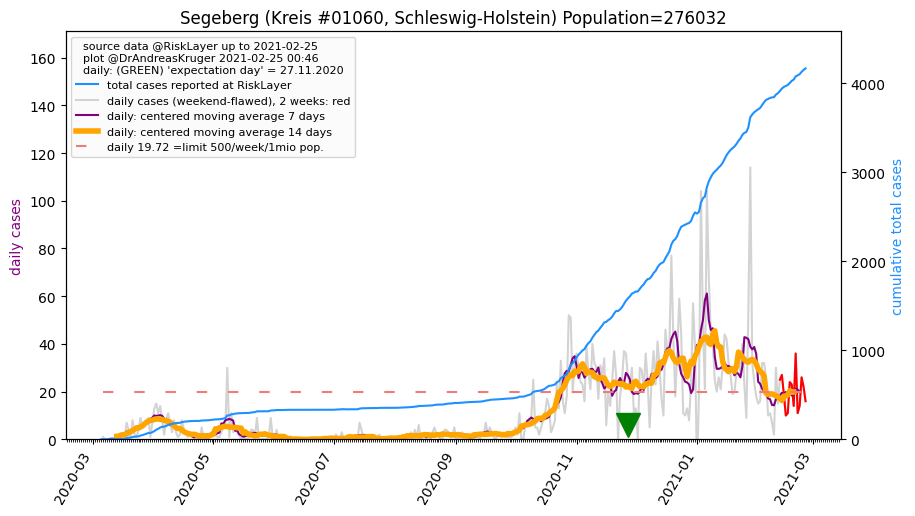 Segeberg (Kreis #01060, Schleswig-Holstein) Population=276032
source data @RiskLayer up to 2021-02-25
plot @DrAndreasKruger 2021-02-25 00:46
daily: (GREEN) 'expectation day' = 27.11.2020
total cases reported at RiskLayer
daily cases (weekend-flawed), 2 weeks: red
daily: centered moving average 7 days
daily: centered moving average 14 days
daily 19.72 =limit 500/week/1mio pop.
daily cases
160
140
120
100
80
60
40
20
0
4000
3000
2000
1000
0
cumulative total cases
2020-03
2020-05
2020-07
2020-09
2020-11
2021-01
2021-03